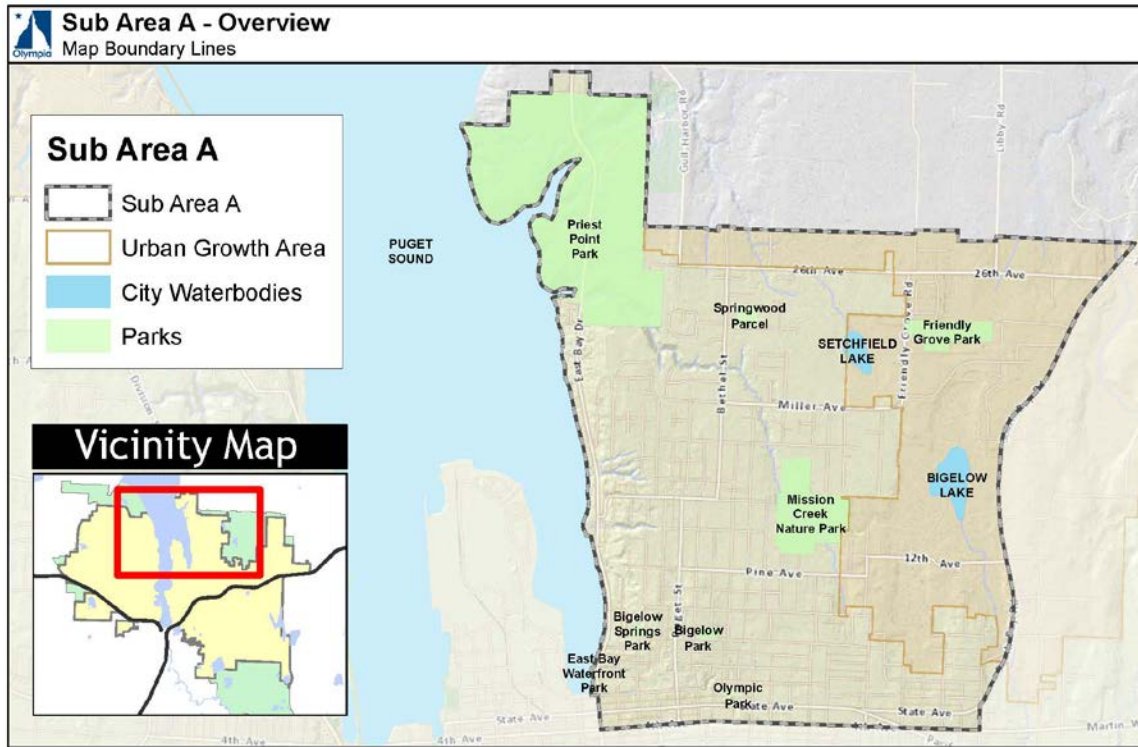 Olympia
Sub Area A - Overview
Map Boundary Lines
Sub Area A
Sub Area A
Urban Growth Area
City Waterbodies
Parks
Vicinity Map
PUGET
SOUND
Priest
Point
Park
Gull Harbor Rd
Libby Rd
26th Ave
26th Ave
Springwood
Parcel
SETCHFIELD
LAKE
Friendly Grove Rd
Friendly
Grove Park
East Bay Dr
Bethel St
Miller Ave
BIGELOW
LAKE
Mission
Creek
Nature Park
12th Ave
Pine Ave
Bigelow
Springs
Park
Bigelow
Park
East Bay
Waterfront
Park
Olympic
Park
State Ave
State Ave
State Ave
4th Ave
4th Ave
4th Ave
Division
Martin W